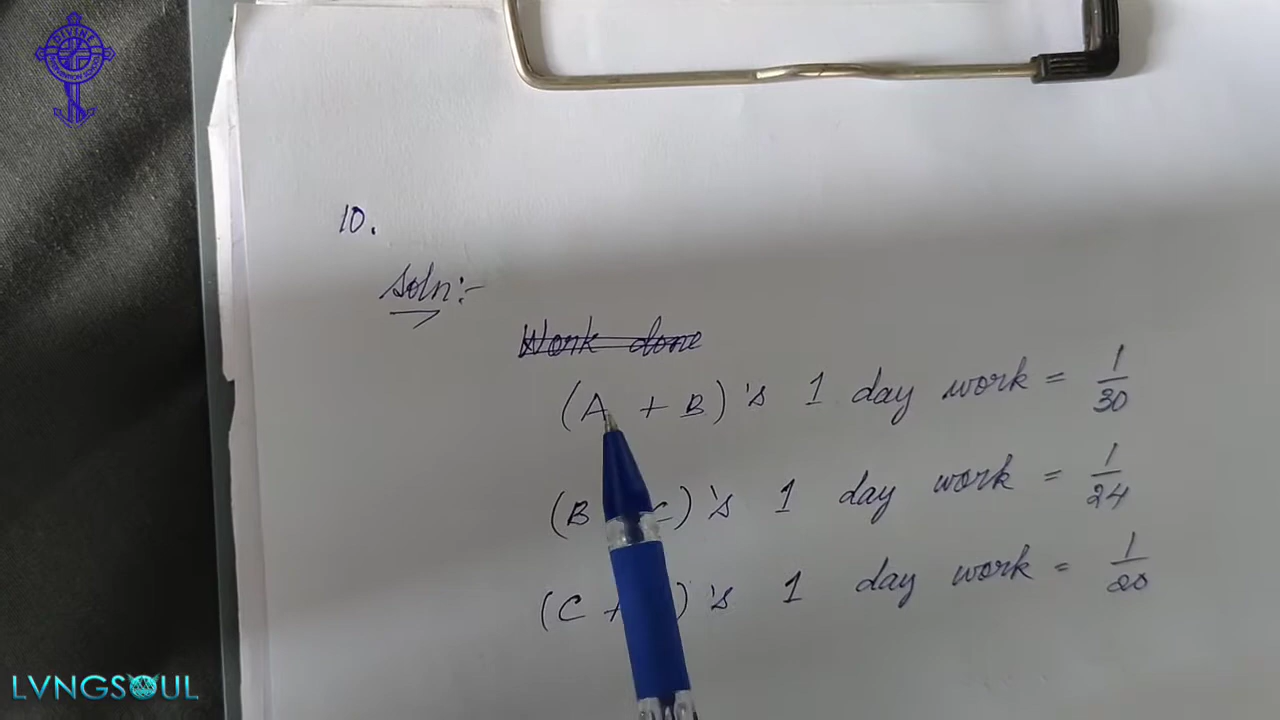 DIVINE
10.
Soln:-
Work done
(A + B)'s 1 day work = 1/30
(B C)'s 1 day work = 1/24
(C + )'s 1 day work = 1/20
LVNGSOUL